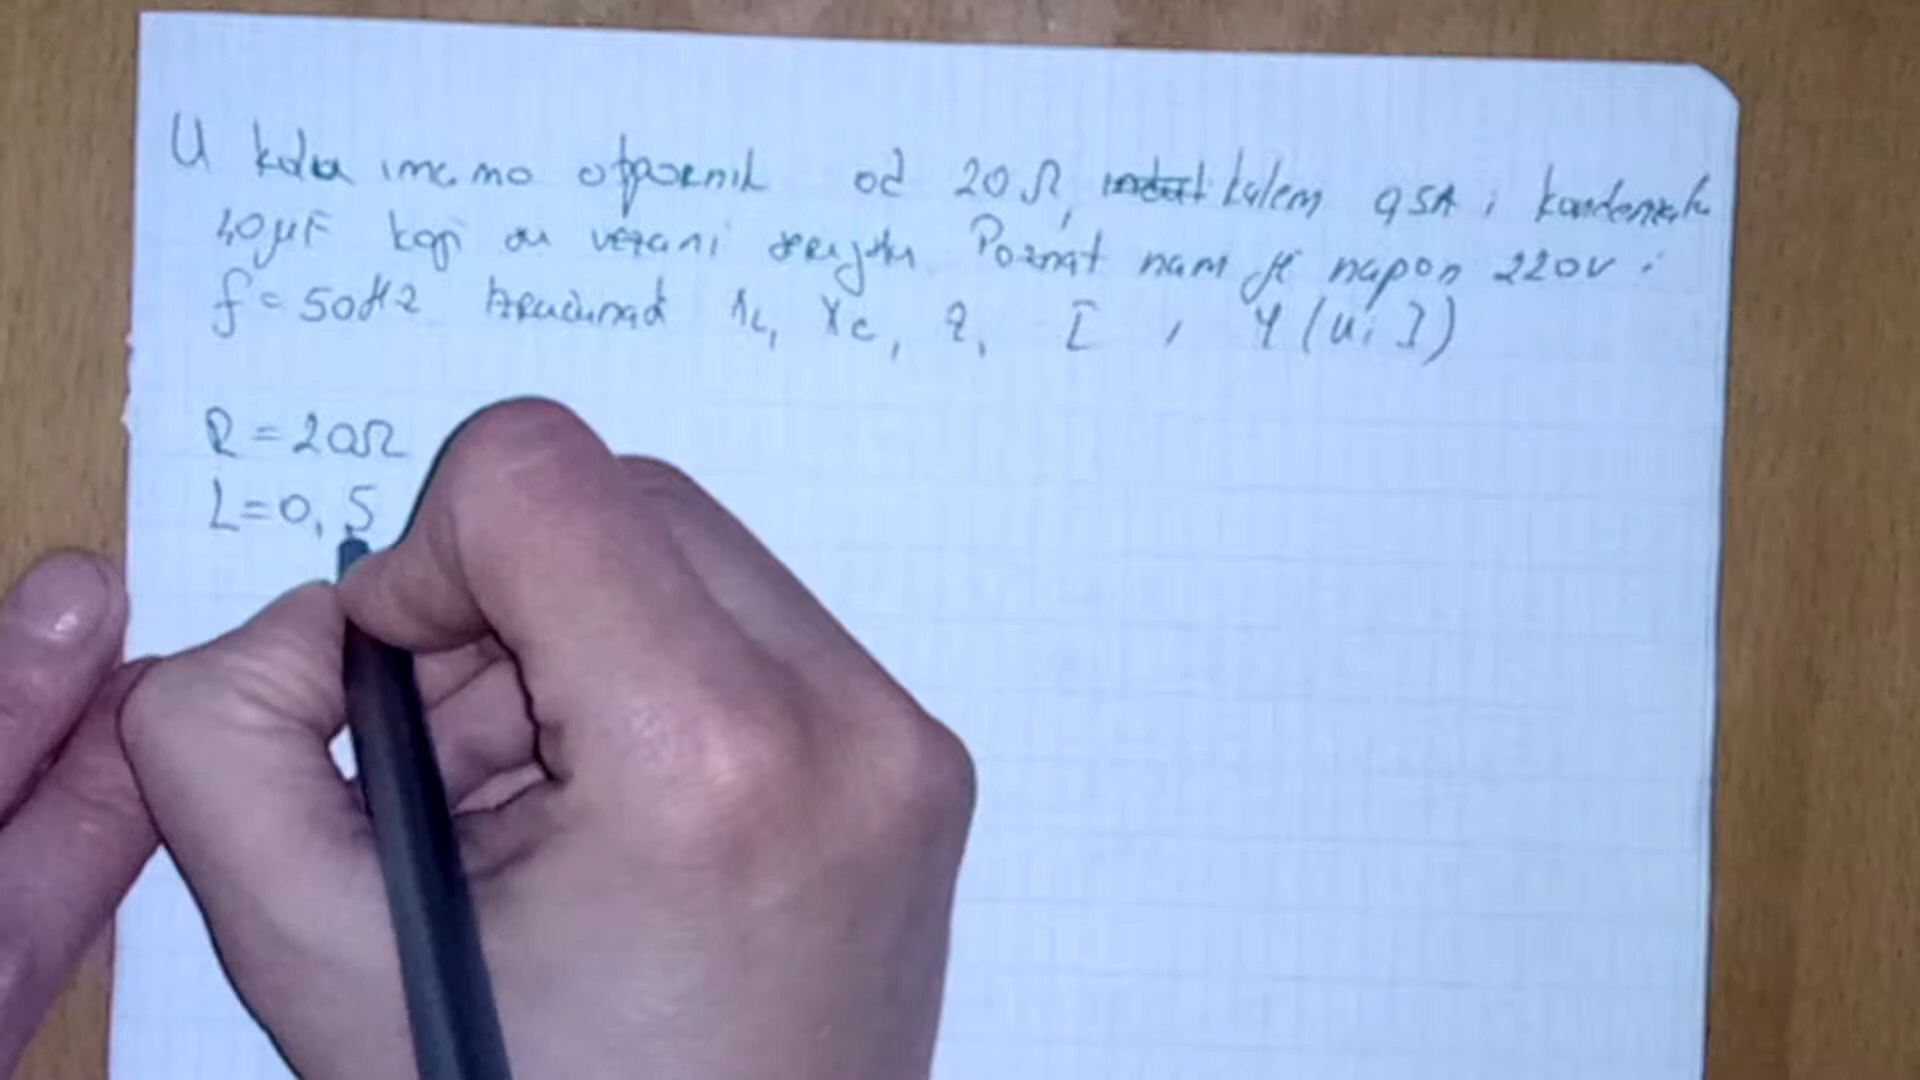 U kolu imamo otpornik od 20 Ω, kalem 0,5H i kondenzator
40μF koji su vezani serijski. Poznat nam je napon 220V i
f = 50Hz Izračunati XL, XC, Z, I, φ(U i I)
R = 20Ω
L = 0,5